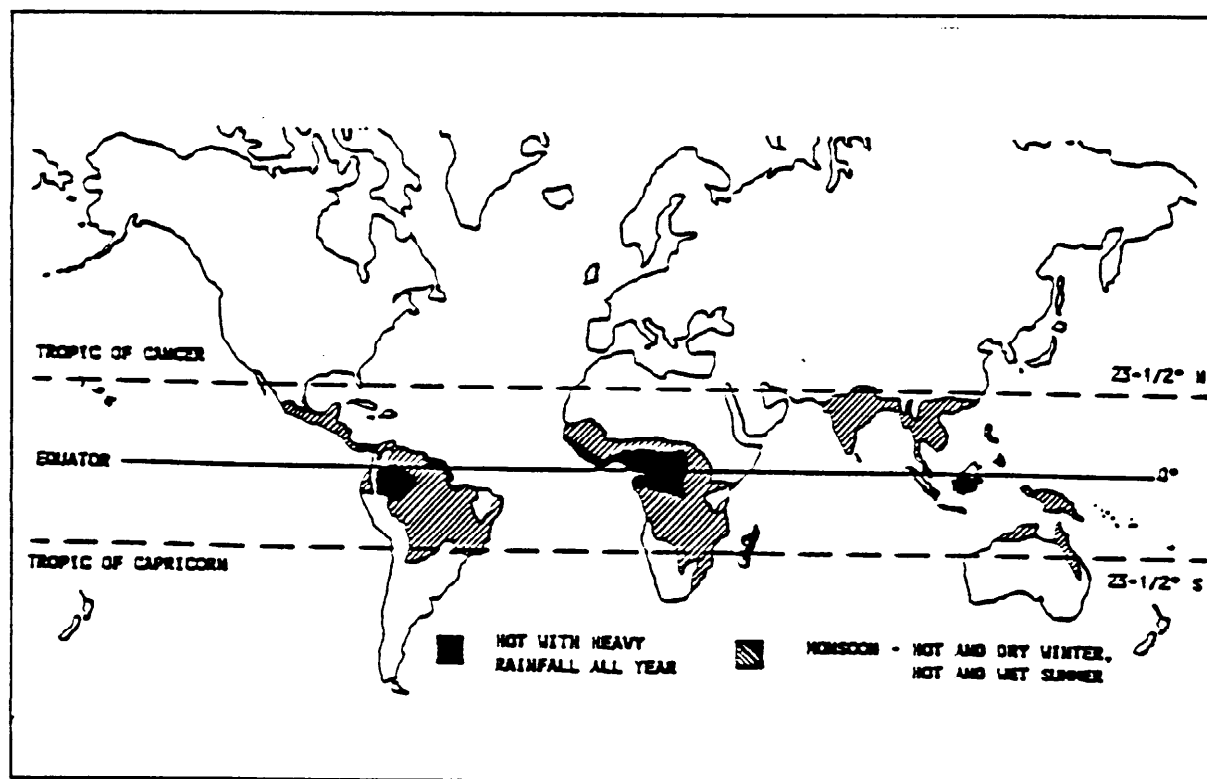 TROPIC OF CANCER
23-1/2° N
EQUATOR
0°
TROPIC OF CAPRICORN
23-1/2° S
HOT WITH HEAVY
RAINFALL ALL YEAR
MONSOON - HOT AND DRY WINTER,
HOT AND WET SUMMER